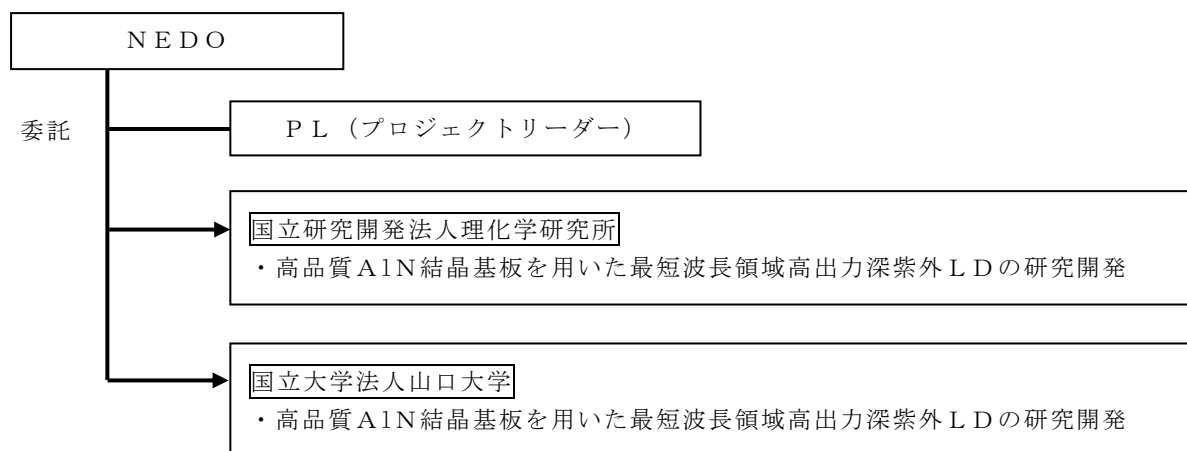 ＮＥＤＯ
委託
ＰＬ（プロジェクトリーダー）
国立研究開発法人理化学研究所
・高品質AlN結晶基板を用いた最短波長領域高出力深紫外ＬＤの研究開発
国立大学法人山口大学
・高品質AlN結晶基板を用いた最短波長領域高出力深紫外ＬＤの研究開発